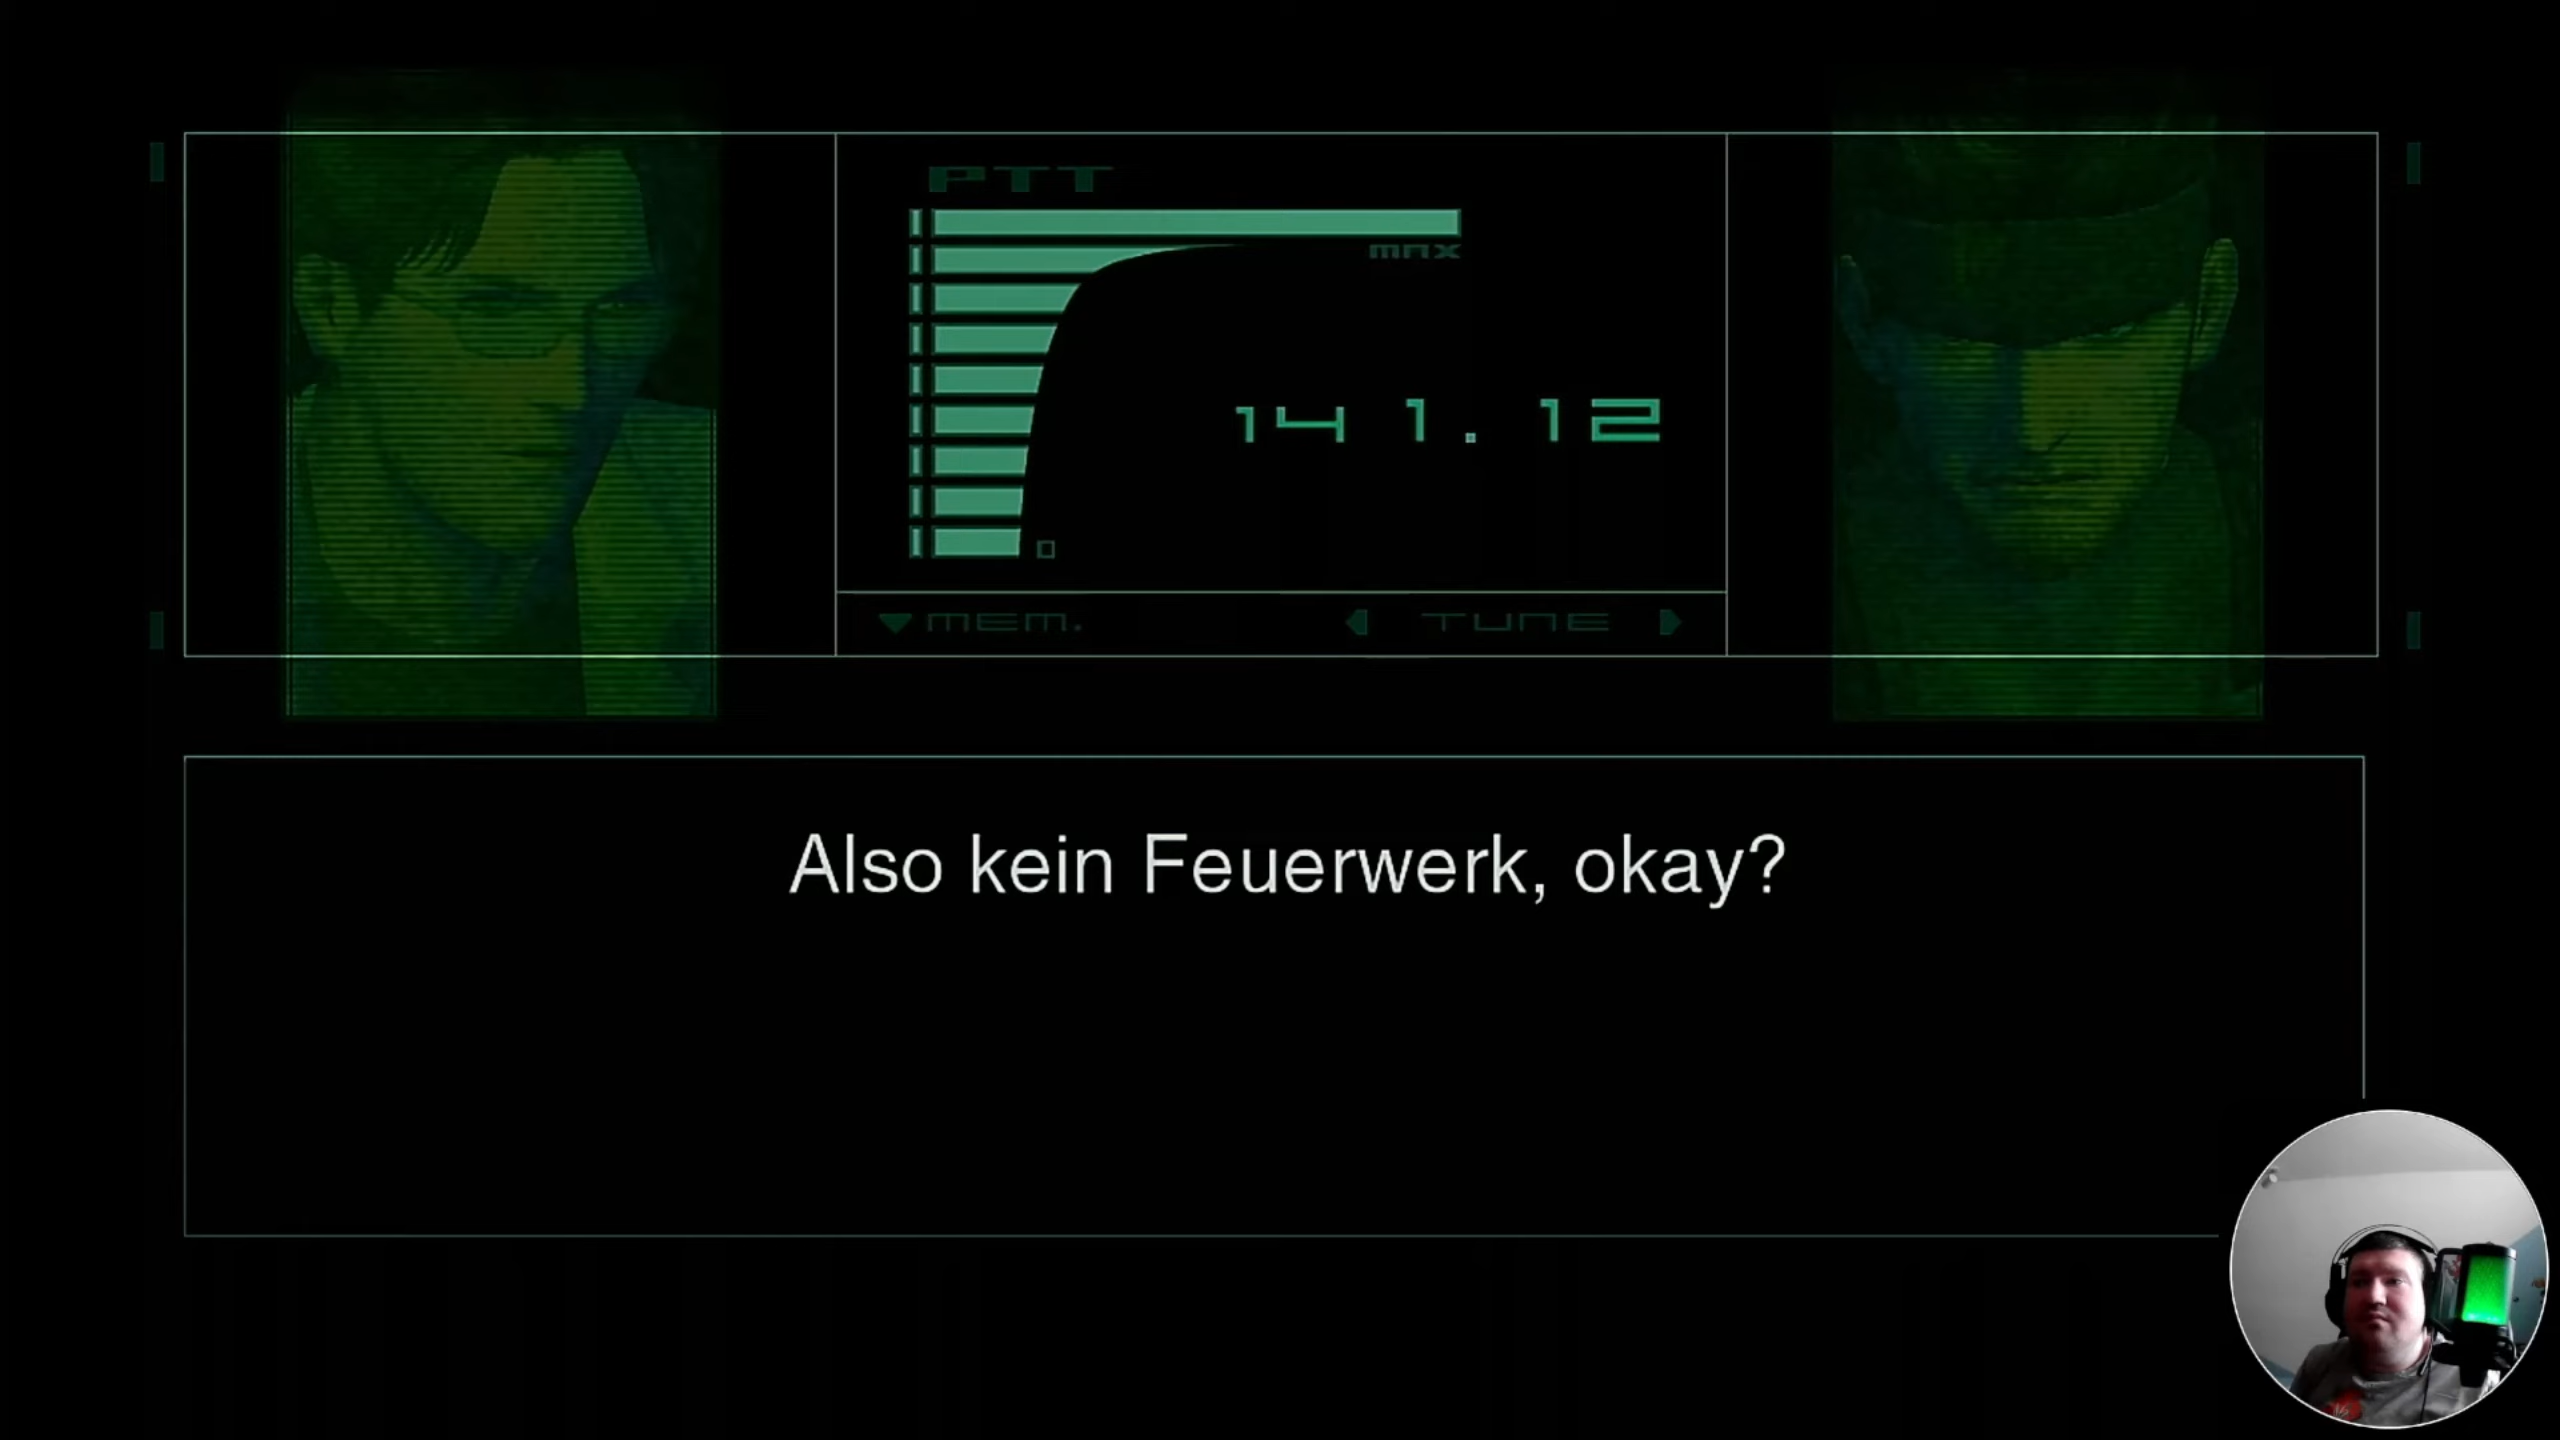 PTT
max
141.12
0
MEM.
TUNE
Also kein Feuerwerk, okay?